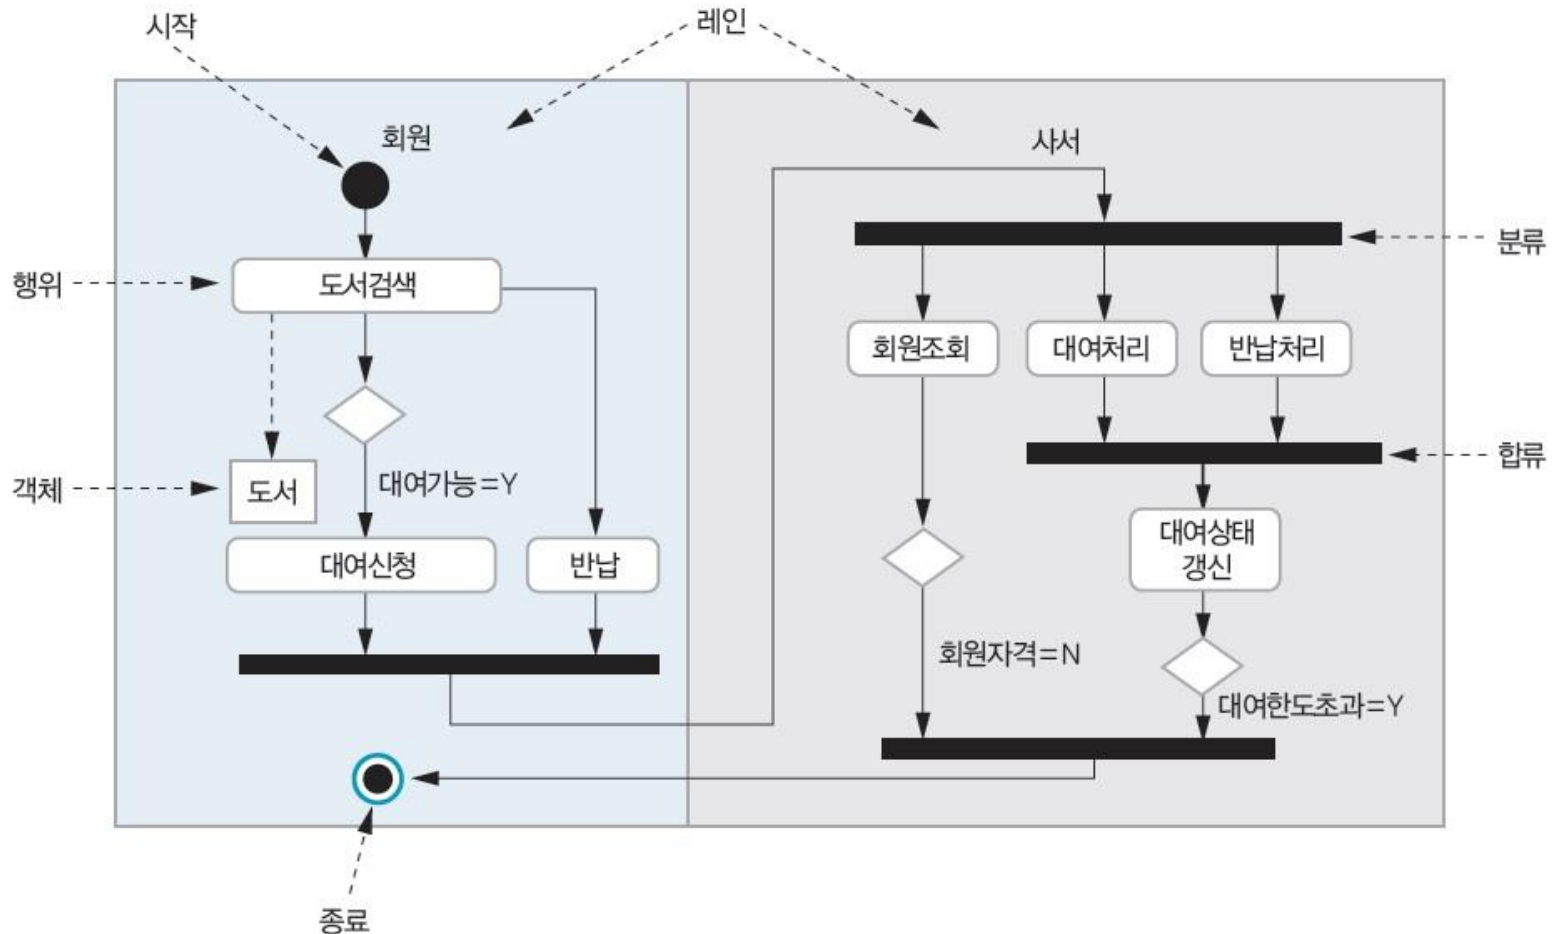 시작
레인
회원
사서
분류
행위
도서검색
회원조회
대여처리
반납처리
합류
객체
도서
대여가능=Y
대여상태
갱신
대여신청
반납
회원자격=N
대여한도초과=Y
종료